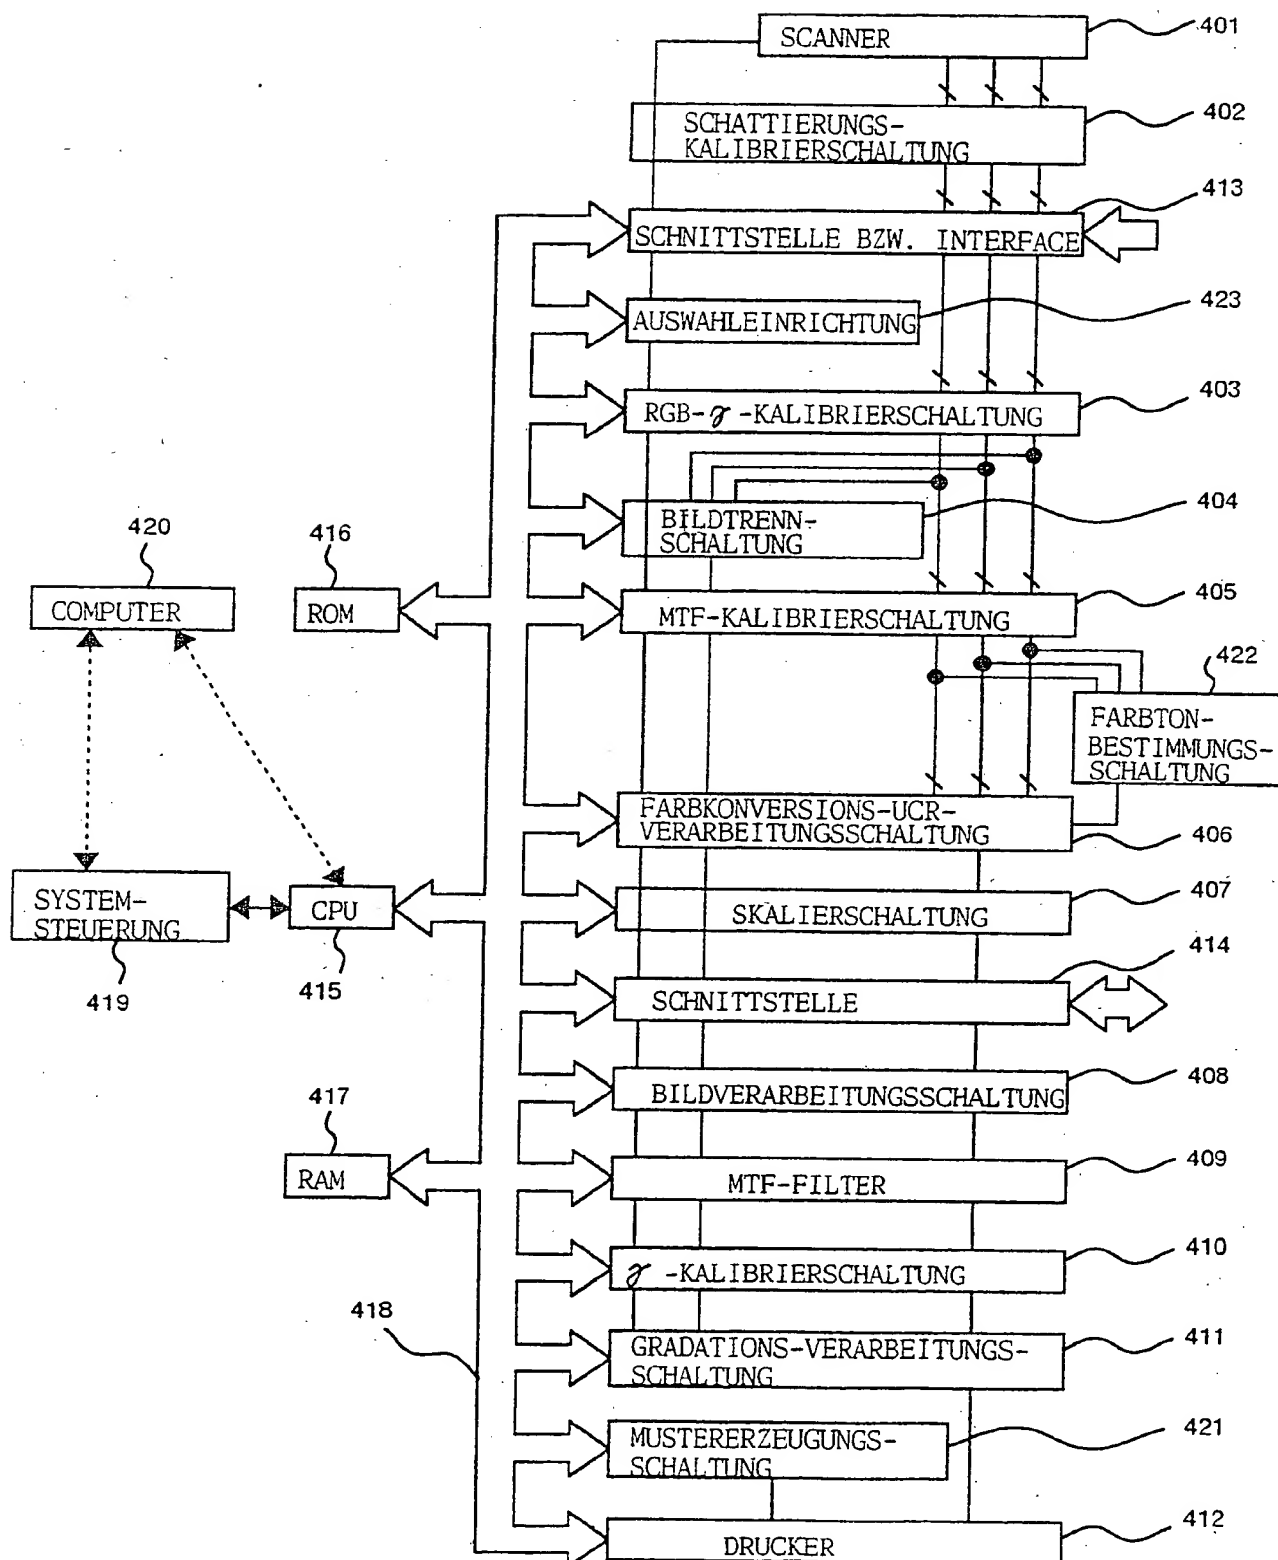 SCANNER
401
SCHATTIERUNGS-
KALIBRIERSCHALTUNG
402
413
SCHNITTSTELLE BZW. INTERFACE
AUSWAHLEINRICHTUNG
423
RGB-γ-KALIBRIERSCHALTUNG
403
BILDTRENN-
SCHALTUNG
404
420
COMPUTER
416
ROM
MTF-KALIBRIERSCHALTUNG
405
422
FARBTON-
BESTIMMUNGS-
SCHALTUNG
FARBKONVERSIONS-UCR-
VERARBEITUNGSSCHALTUNG
406
SYSTEM-
STEUERUNG
419
CPU
415
SKALIERSCHALTUNG
407
414
SCHNITTSTELLE
BILDVERARBEITUNGSSCHALTUNG
408
417
RAM
MTF-FILTER
409
γ-KALIBRIERSCHALTUNG
410
418
GRADATIONS-VERARBEITUNGS-
SCHALTUNG
411
MUSTERERZEUGUNGS-
SCHALTUNG
421
DRUCKER
412